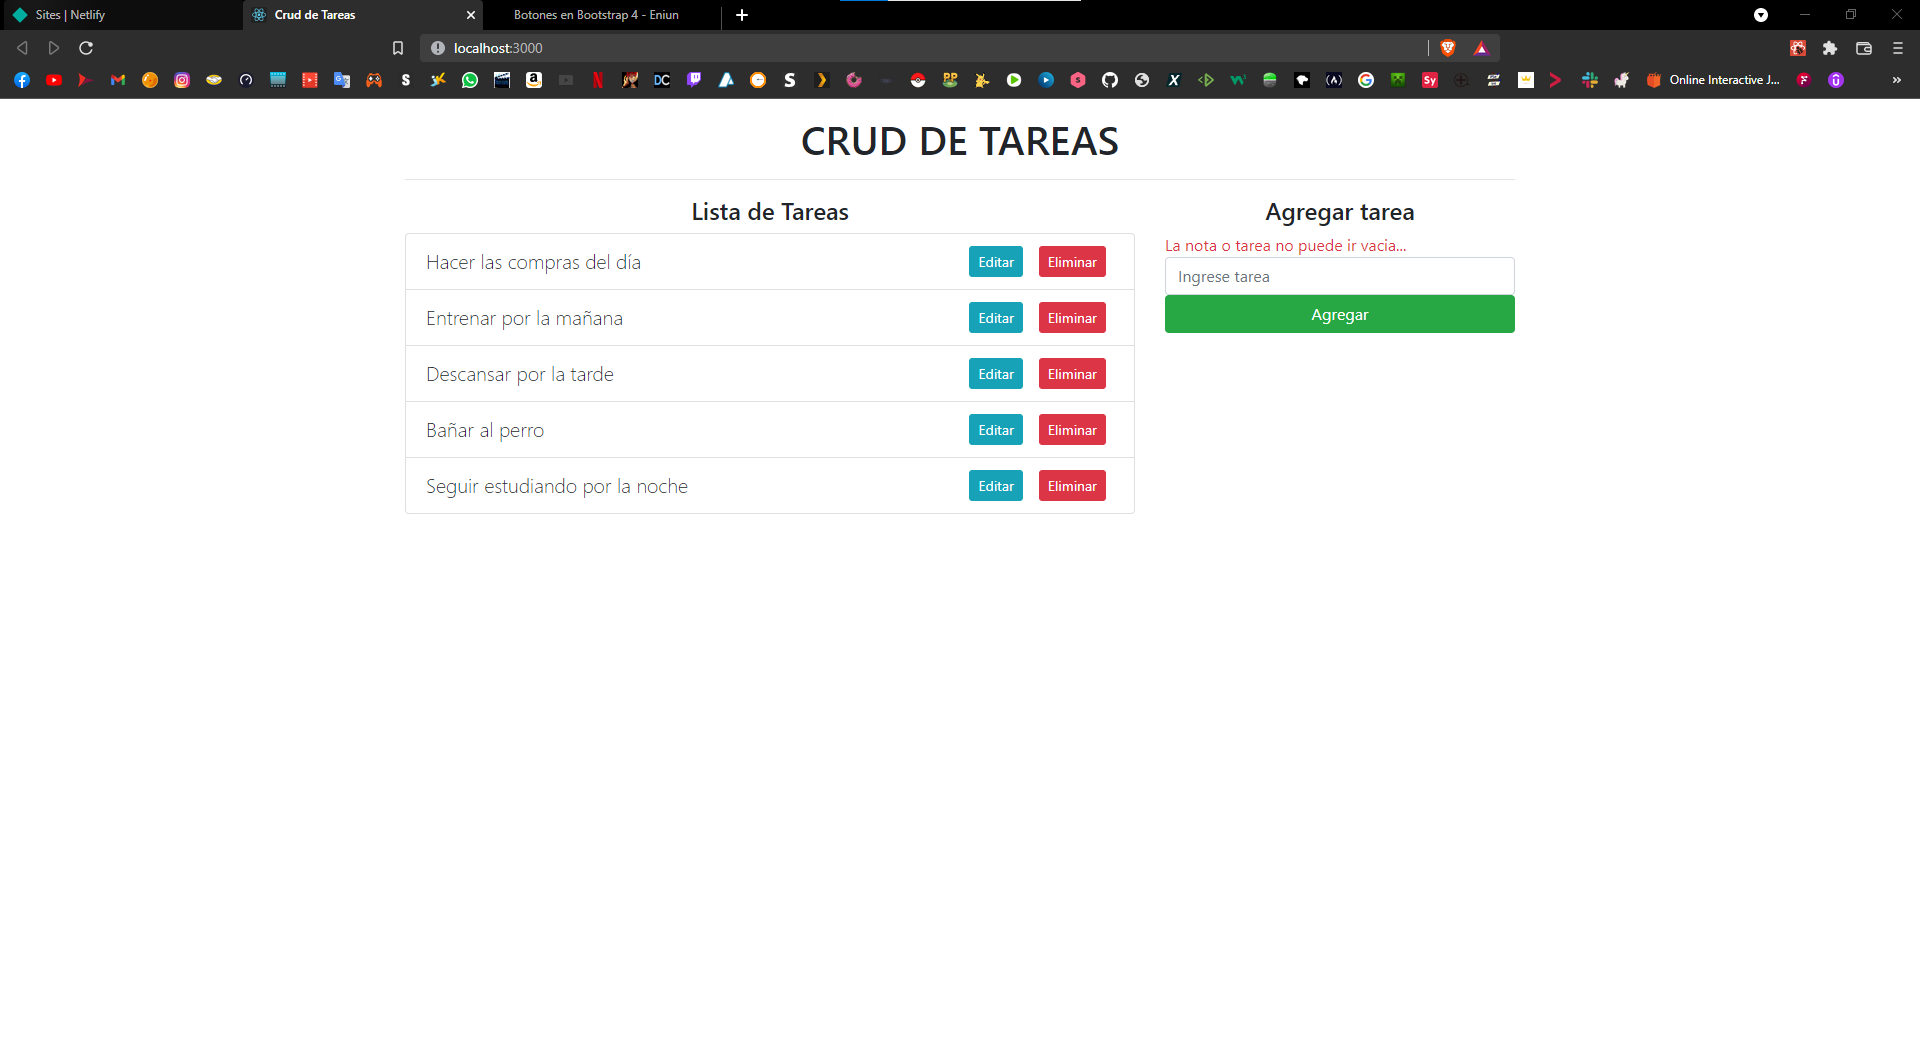 Sites | Netlify
Crud de Tareas
Botones en Bootstrap 4 - Eniun
localhost:3000
Online Interactive J...
CRUD DE TAREAS
Lista de Tareas
Hacer las compras del día
Editar
Eliminar
Entrenar por la mañana
Editar
Eliminar
Descansar por la tarde
Editar
Eliminar
Bañar al perro
Editar
Eliminar
Seguir estudiando por la noche
Editar
Eliminar
Agregar tarea
La nota o tarea no puede ir vacia...
Ingrese tarea
Agregar